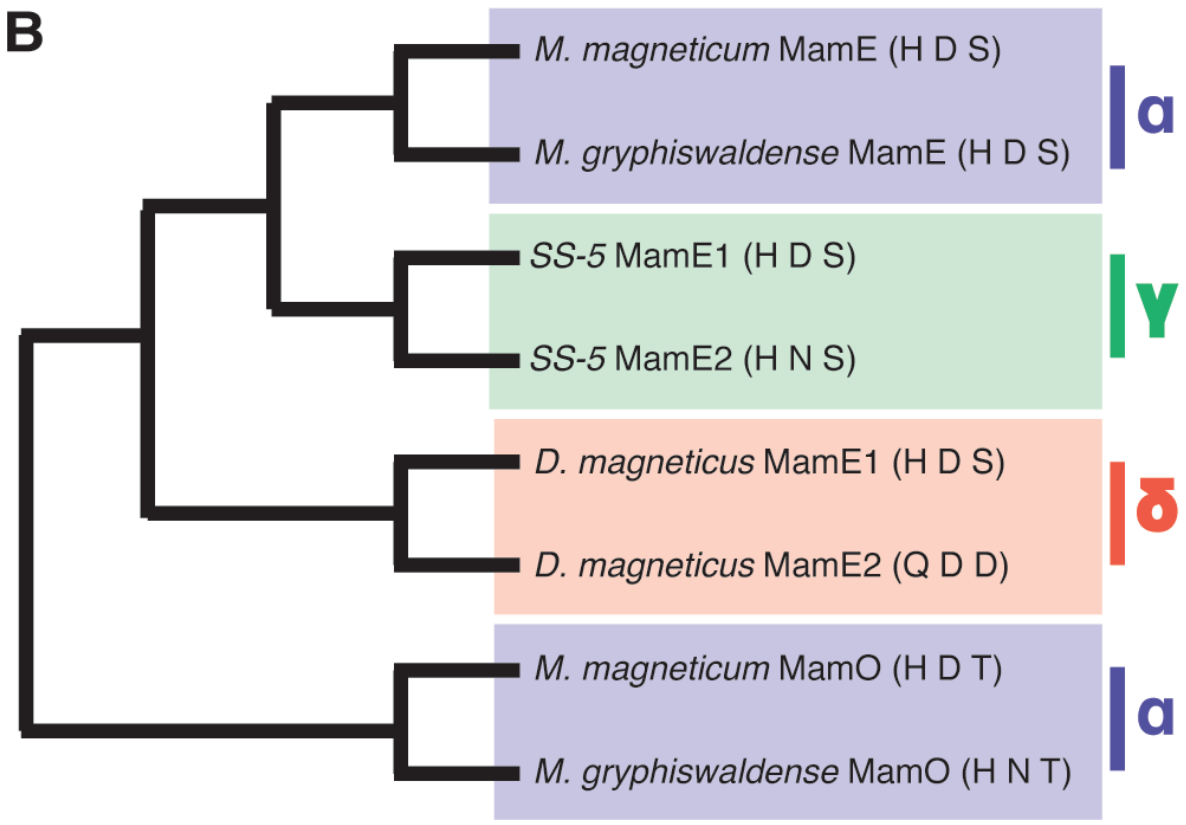 B
M. magneticum MamE (H D S)
α
M. gryphiswaldense MamE (H D S)
SS-5 MamE1 (H D S)
γ
SS-5 MamE2 (H N S)
D. magneticus MamE1 (H D S)
δ
D. magneticus MamE2 (Q D D)
M. magneticum MamO (H D T)
α
M. gryphiswaldense MamO (H N T)